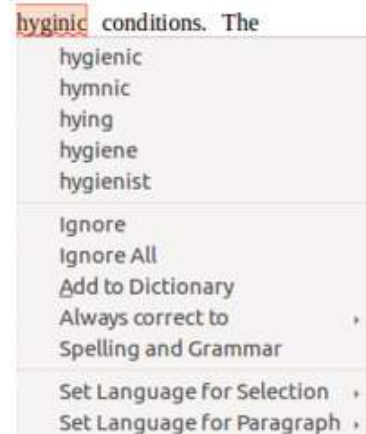 hyginic conditions. The
hygienic
hymnic
hying
hygiene
hygienist
Ignore
Ignore All
Add to Dictionary
Always correct to
Spelling and Grammar
Set Language for Selection
Set Language for Paragraph